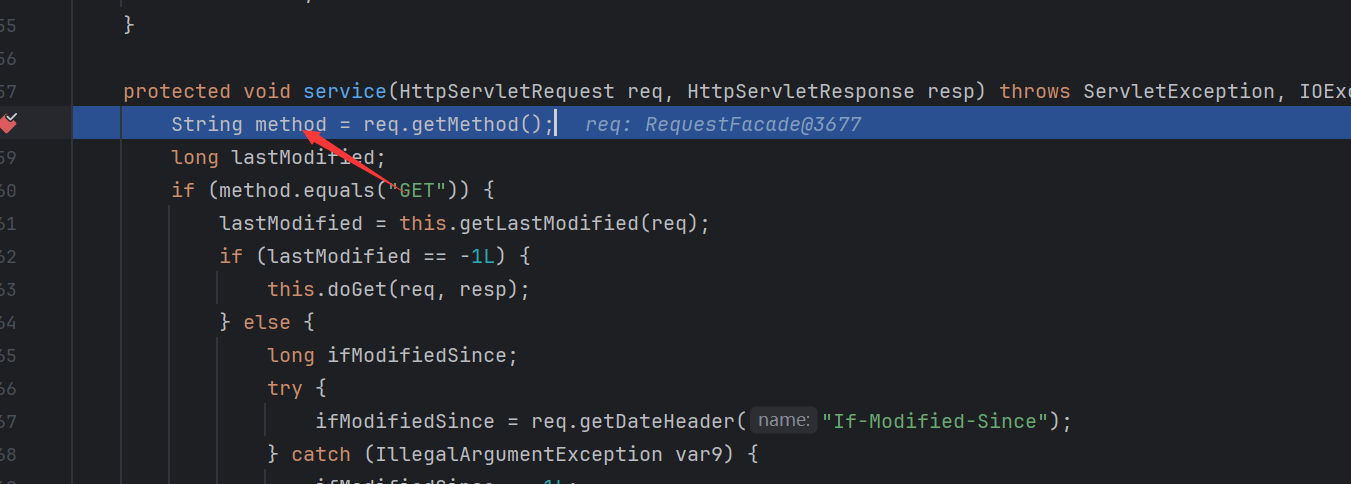 55 }
56
57 protected void service(HttpServletRequest req, HttpServletResponse resp) throws ServletException, IOExc
String method = req.getMethod(); req: RequestFacade@3677
59 long lastModified;
60 if (method.equals("GET")) {
61 lastModified = this.getLastModified(req);
62 if (lastModified == -1L) {
63 this.doGet(req, resp);
64 } else {
65 long ifModifiedSince;
66 try {
67 ifModifiedSince = req.getDateHeader( name: "If-Modified-Since");
68 } catch (IllegalArgumentException var9) {